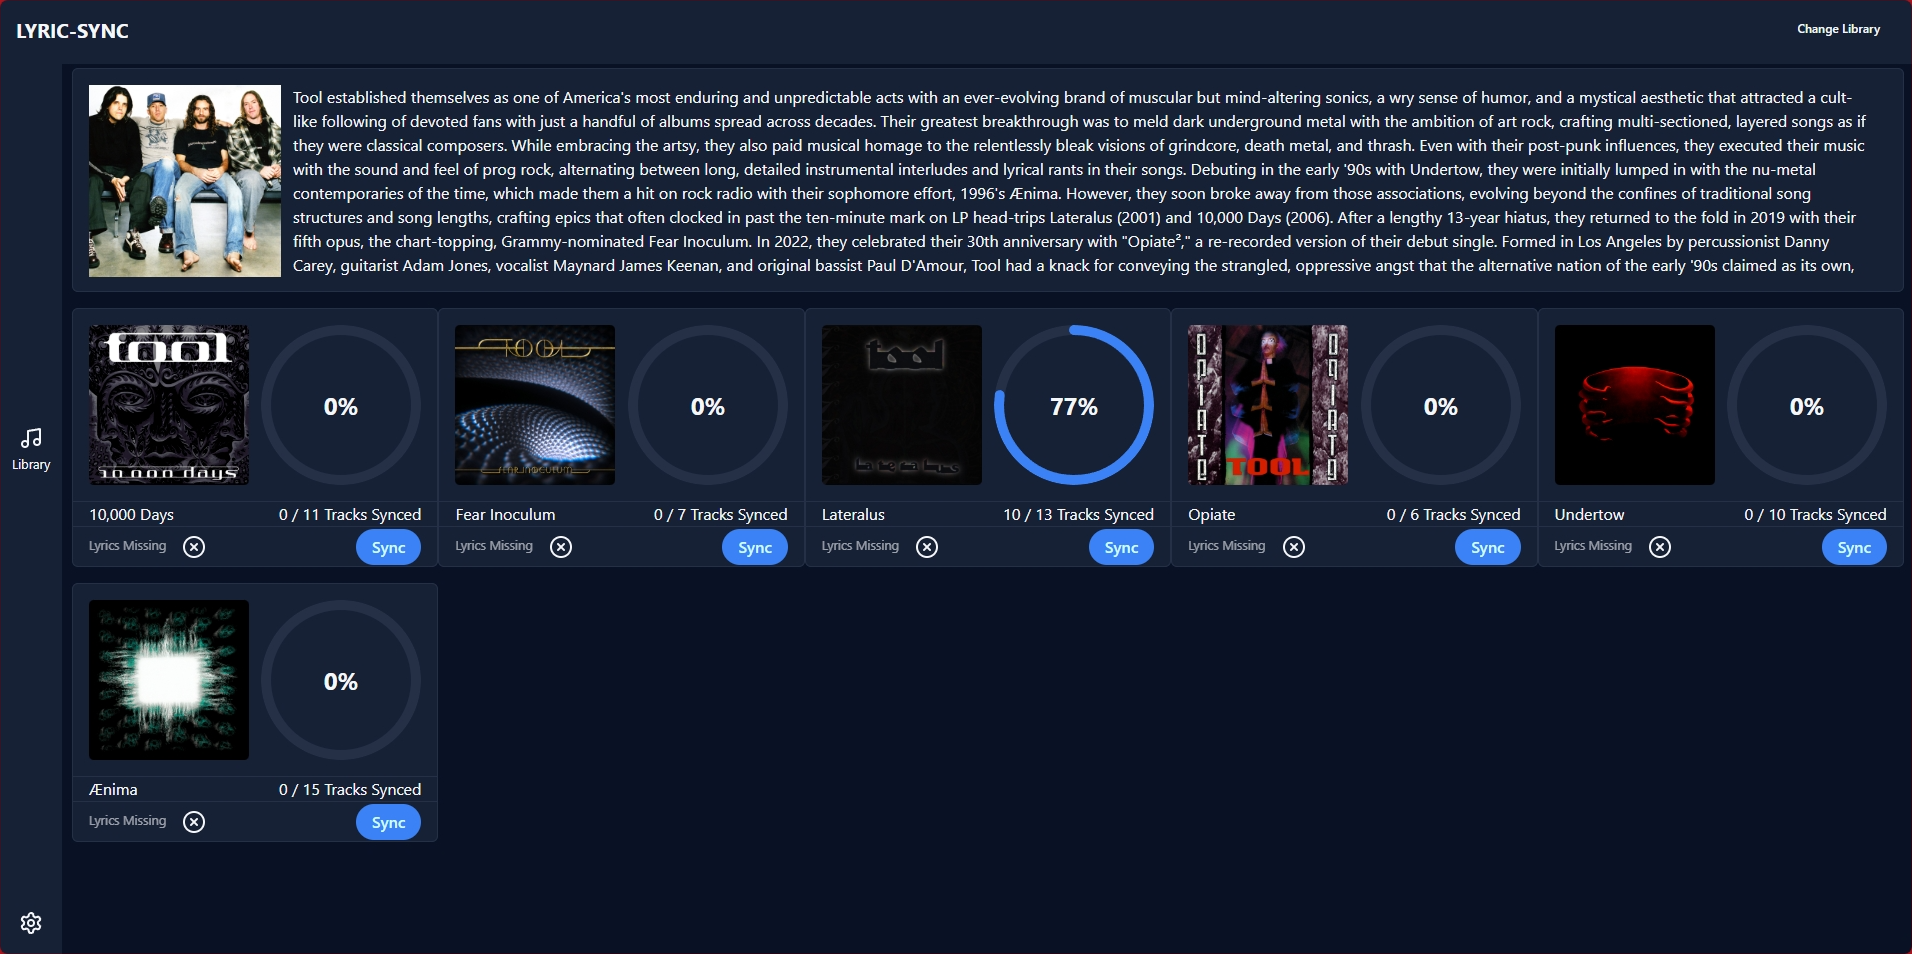 LYRIC-SYNC
Change Library
Tool established themselves as one of America's most enduring and unpredictable acts with an ever-evolving brand of muscular but mind-altering sonics, a wry sense of humor, and a mystical aesthetic that attracted a cult-
like following of devoted fans with just a handful of albums spread across decades. Their greatest breakthrough was to meld dark underground metal with the ambition of art rock, crafting multi-sectioned, layered songs as if
they were classical composers. While embracing the artsy, they also paid musical homage to the relentlessly bleak visions of grindcore, death metal, and thrash. Even with their post-punk influences, they executed their music
with the sound and feel of prog rock, alternating between long, detailed instrumental interludes and lyrical rants in their songs. Debuting in the early '90s with Undertow, they were initially lumped in with the nu-metal
contemporaries of the time, which made them a hit on rock radio with their sophomore effort, 1996's Ænima. However, they soon broke away from those associations, evolving beyond the confines of traditional song
structures and song lengths, crafting epics that often clocked in past the ten-minute mark on LP head-trips Lateralus (2001) and 10,000 Days (2006). After a lengthy 13-year hiatus, they returned to the fold in 2019 with their
fifth opus, the chart-topping, Grammy-nominated Fear Inoculum. In 2022, they celebrated their 30th anniversary with "Opiate²," a re-recorded version of their debut single. Formed in Los Angeles by percussionist Danny
Carey, guitarist Adam Jones, vocalist Maynard James Keenan, and original bassist Paul D'Amour, Tool had a knack for conveying the strangled, oppressive angst that the alternative nation of the early '90s claimed as its own,
Library
tool
10,000 days
0%
10,000 Days
0 / 11 Tracks Synced
Lyrics Missing
Sync
TOOL
FEAR INOCULUM
0%
Fear Inoculum
0 / 7 Tracks Synced
Lyrics Missing
Sync
tool
lateralus
77%
Lateralus
10 / 13 Tracks Synced
Lyrics Missing
Sync
OPIATE
TOOL
OPIATE
0%
Opiate
0 / 6 Tracks Synced
Lyrics Missing
Sync
0%
Undertow
0 / 10 Tracks Synced
Lyrics Missing
Sync
0%
Ænima
0 / 15 Tracks Synced
Lyrics Missing
Sync